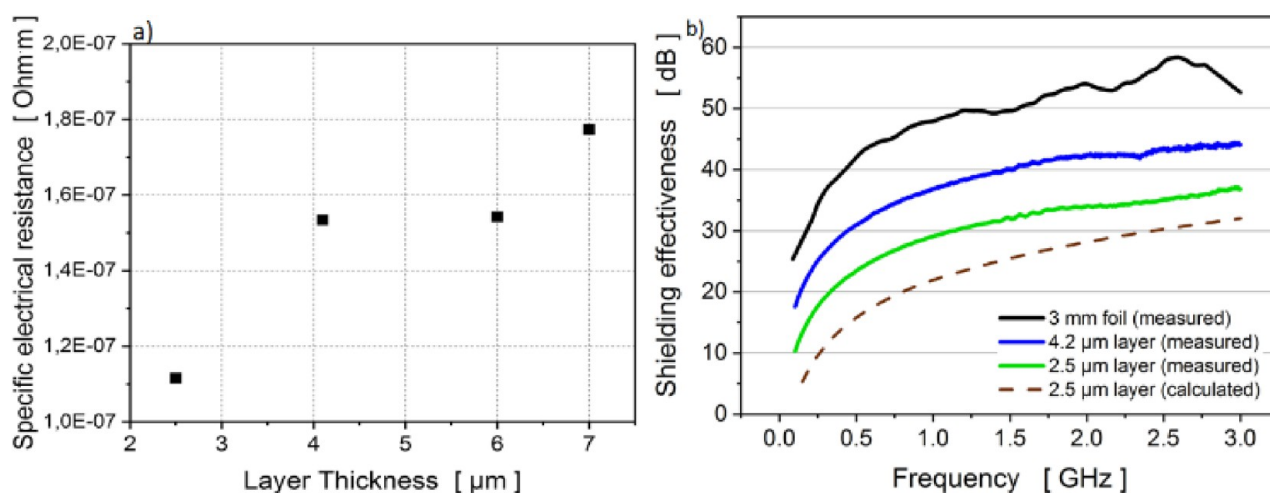 a)
Specific electrical resistance [ Ohm·m ]
2,0E-07
1,8E-07
1,6E-07
1,4E-07
1,2E-07
1,0E-07
2 3 4 5 6 7
Layer Thickness [ µm ]
b)
Shielding effectiveness [ dB ]
60
50
40
30
20
10
0
3 mm foil (measured)
4.2 µm layer (measured)
2.5 µm layer (measured)
2.5 µm layer (calculated)
0.0 0.5 1.0 1.5 2.0 2.5 3.0
Frequency [ GHz ]